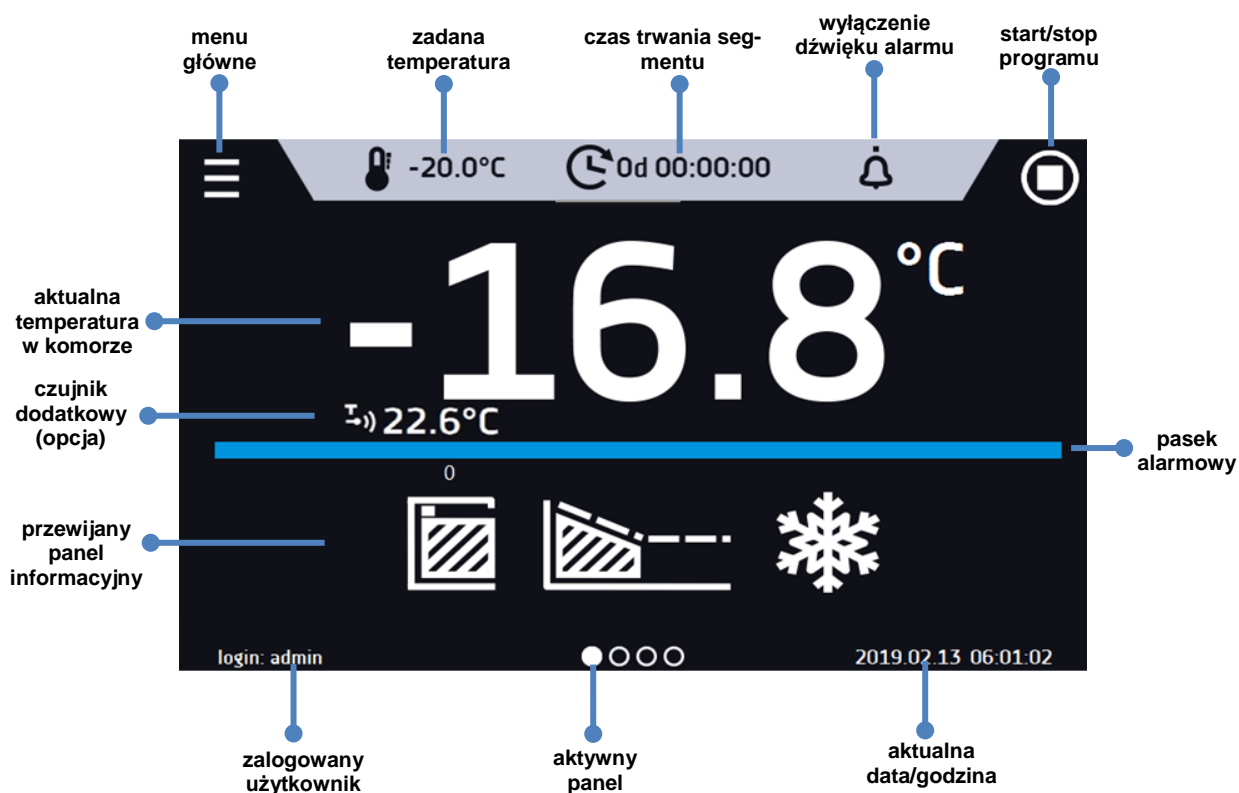 menu
główne
zadana
temperatura
czas trwania seg-
mentu
wyłączenie
dźwięku alarmu
start/stop
programu
-20.0°C
0d 00:00:00
-16.8°C
aktualna
temperatura
w komorze
czujnik
dodatkowy
(opcja)
T
22.6°C
pasek
alarmowy
0
przewijany
panel
informacyjny
login: admin
2019.02.13 06:01:02
zalogowany
użytkownik
aktywny
panel
aktualna
data/godzina